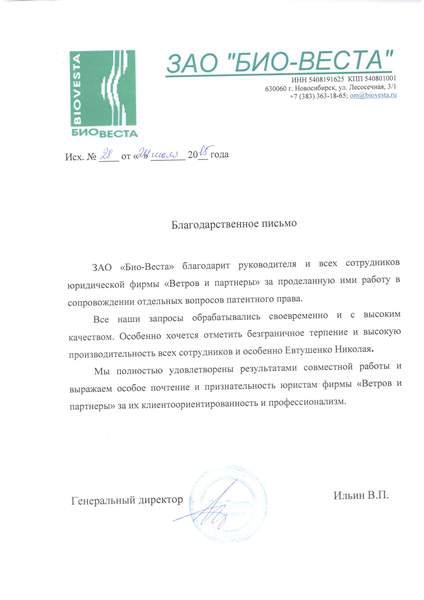 BIOVESTA
БИОВЕСТА
ЗАО "БИО-ВЕСТА"
ИНН 5408191625 КПП 540801001
630060 г. Новосибирск, ул. Лесосечная, 3/1
+7 (383) 363-18-65; om@biovesta.ru
Исх. № 28 от «24» июля 2015 года
Благодарственное письмо
ЗАО «Био-Веста» благодарит руководителя и всех сотрудников
юридической фирмы «Ветров и партнеры» за проделанную ими работу в
сопровождении отдельных вопросов патентного права.
Все наши запросы обрабатывались своевременно и с высоким
качеством. Особенно хочется отметить безграничное терпение и высокую
производительность всех сотрудников и особенно Евтушенко Николая.
Мы полностью удовлетворены результатами совместной работы и
выражаем особое почтение и признательность юристам фирмы «Ветров и
партнеры» за их клиентоориентированность и профессионализм.
Генеральный директор
Ильин В.П.